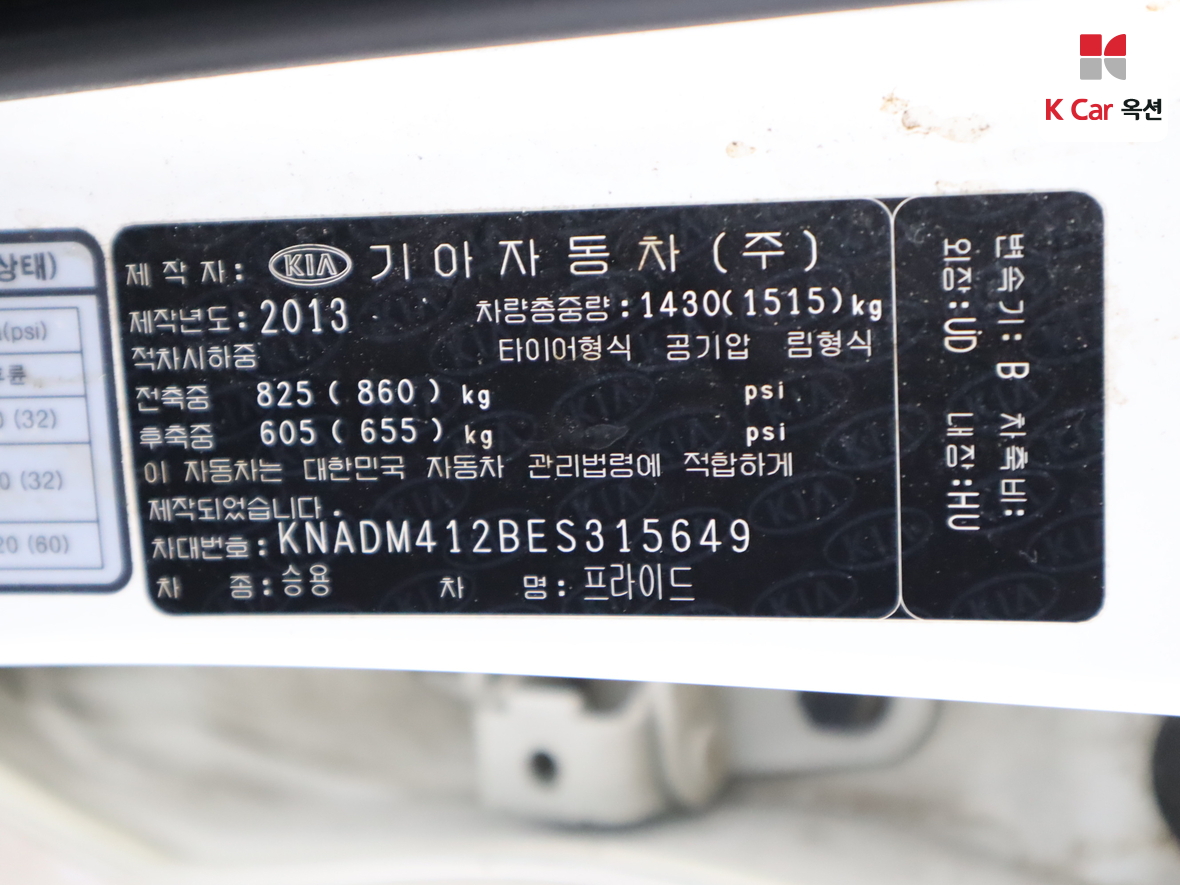 K Car 옥션
상태)
(psi)
륜
0 (32)
0 (32)
20 (60)
제 작 자 : KIA 기 아 자 동 차 ( 주 )
제작년도 : 2013 차량총중량 : 1430(1515)kg
적차시하중 타이어형식 공기압 림형식
전축중 825 ( 860 ) kg psi
후축중 605 ( 655 ) kg psi
이 자동차는 대한민국 자동차 관리법령에 적합하게
제작되었습니다 .
차대번호 : KNADM412BES315649
차 종 : 승용 차 명 : 프라이드
변속기: B 차축비:
외장:UD 내장:HU